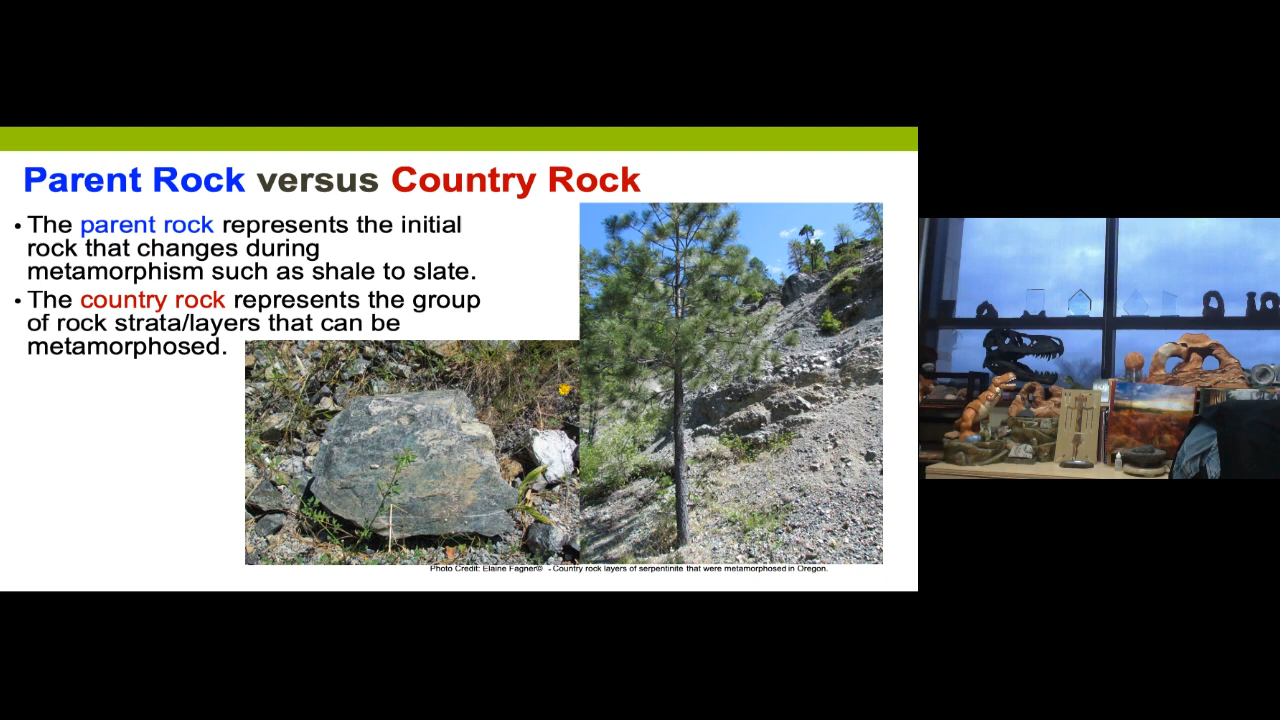 Parent Rock versus Country Rock
• The parent rock represents the initial
rock that changes during
metamorphism such as shale to slate.
• The country rock represents the group
of rock strata/layers that can be
metamorphosed.
Photo Credit: Elaine Fagner© - Country rock layers of serpentinite that were metamorphosed in Oregon.